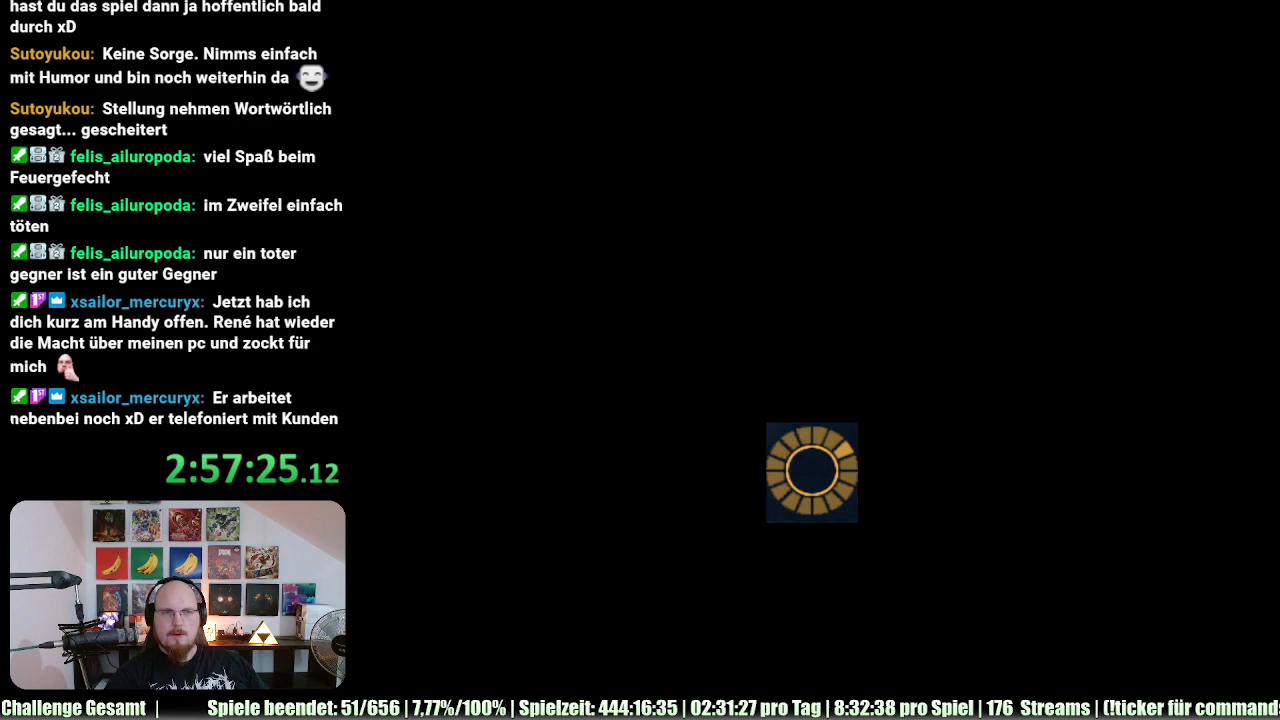 hast du das spiel dann ja hoffentlich bald
durch xD
Sutoyukou: Keine Sorge. Nimms einfach
mit Humor und bin noch weiterhin da
Sutoyukou: Stellung nehmen Wortwörtlich
gesagt... gescheitert
felis_ailuropoda: viel Spaß beim
Feuergefecht
felis_ailuropoda: im Zweifel einfach
töten
felis_ailuropoda: nur ein toter
gegner ist ein guter Gegner
xsailor_mercuryx: Jetzt hab ich
dich kurz am Handy offen. René hat wieder
die Macht über meinen pc und zockt für
mich
xsailor_mercuryx: Er arbeitet
nebenbei noch xD er telefoniert mit Kunden
2:57:25.12
Challenge Gesamt | Spiele beendet: 51/656 | 7,77%/100% | Spielzeit: 444:16:35 | 02:31:27 pro Tag | 8:32:38 pro Spiel | 176 Streams | (!ticker für command